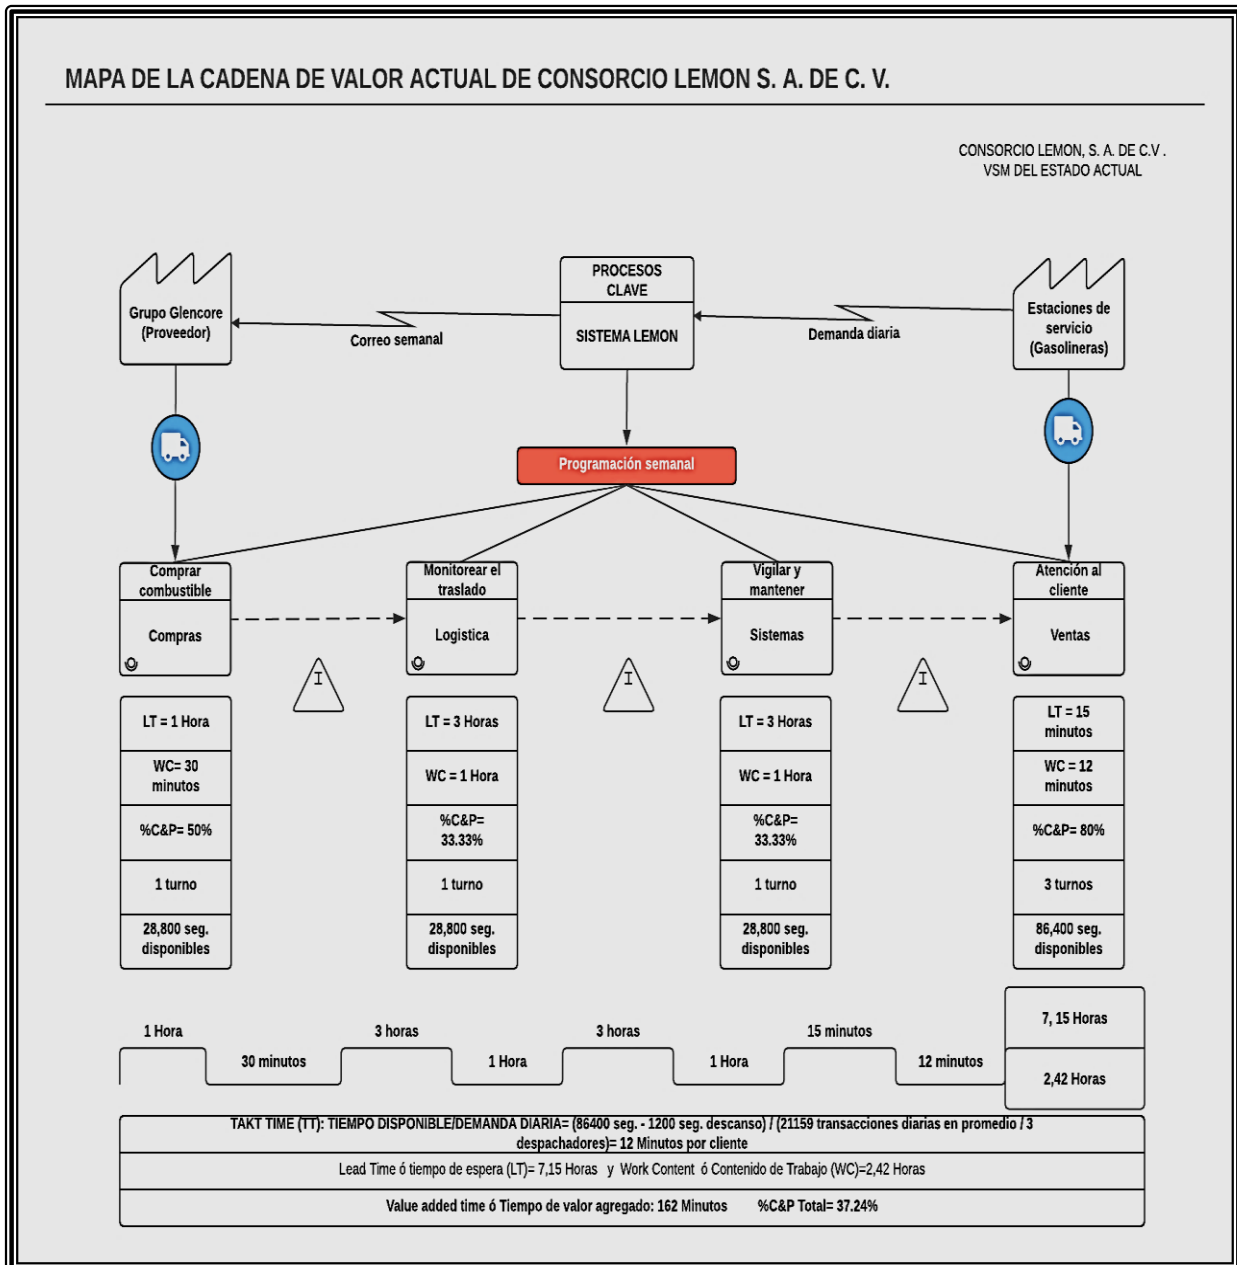 MAPA DE LA CADENA DE VALOR ACTUAL DE CONSORCIO LEMON S. A. DE C. V.
CONSORCIO LEMON, S. A. DE C.V .
VSM DEL ESTADO ACTUAL
Grupo Glencore
(Proveedor)
Correo semanal
PROCESOS
CLAVE
SISTEMA LEMON
Demanda diaria
Estaciones de
servicio
(Gasolineras)
Programación semanal
Comprar
combustible
Compras
Monitorear el
traslado
Logistica
Vigilar y
mantener
Sistemas
Atención al
cliente
Ventas
I
I
I
LT = 1 Hora
WC= 30
minutos
%C&P= 50%
1 turno
28,800 seg.
disponibles
LT = 3 Horas
WC = 1 Hora
%C&P=
33.33%
1 turno
28,800 seg.
disponibles
LT = 3 Horas
WC = 1 Hora
%C&P=
33.33%
1 turno
28,800 seg.
disponibles
LT = 15
minutos
WC = 12
minutos
%C&P= 80%
3 turnos
86,400 seg.
disponibles
1 Hora
30 minutos
3 horas
1 Hora
3 horas
1 Hora
15 minutos
12 minutos
7, 15 Horas
2,42 Horas
TAKT TIME (TT): TIEMPO DISPONIBLE/DEMANDA DIARIA= (86400 seg. - 1200 seg. descanso) / (21159 transacciones diarias en promedio / 3
despachadores)= 12 Minutos por cliente
Lead Time ó tiempo de espera (LT)= 7,15 Horas y Work Content ó Contenido de Trabajo (WC)=2,42 Horas
Value added time ó Tiempo de valor agregado: 162 Minutos %C&P Total= 37.24%